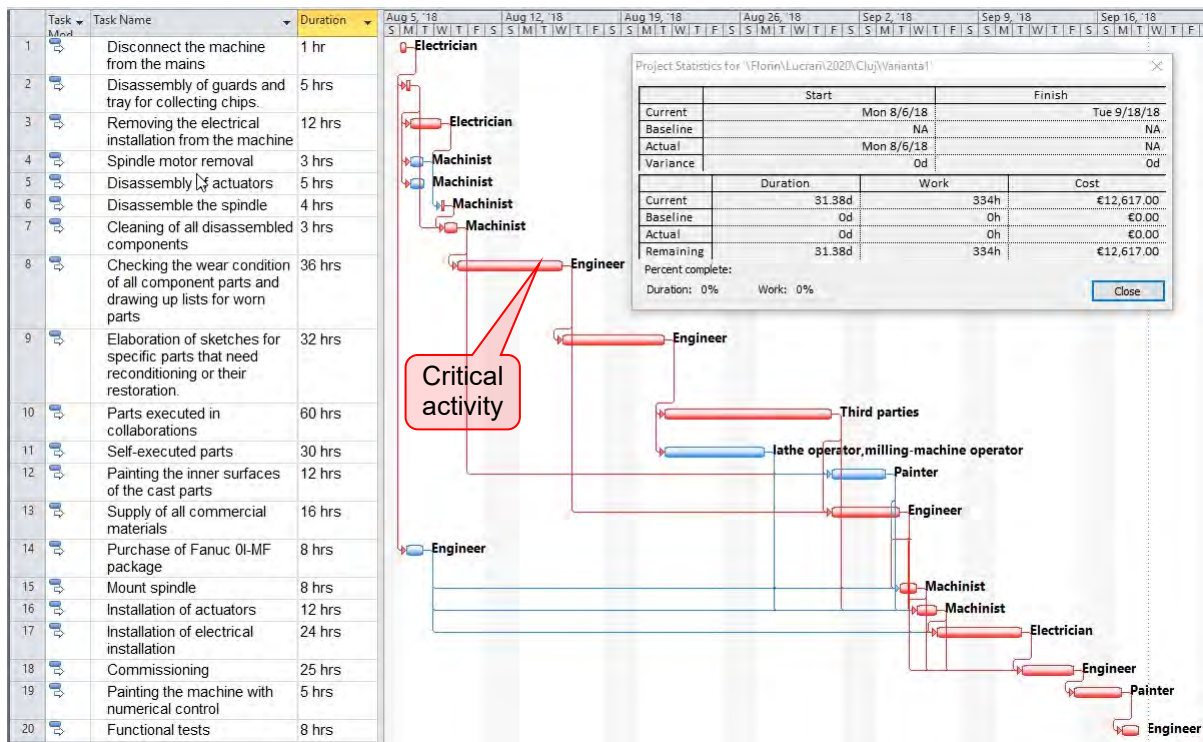 Task Mod
Task Name
Duration
Aug 5, '18
Aug 12, '18
Aug 19, '18
Aug 26, '18
Sep 2, '18
Sep 9, '18
Sep 16, '18
S M T W T F S S M T W T F S S M T W T F S S M T W T F S S M T W T F S S M T W T F S S M T W T F
1 Disconnect the machine 1 hr
from the mains
Electrician
2 Disassembly of guards and 5 hrs
tray for collecting chips.
3 Removing the electrical 12 hrs
installation from the machine
Electrician
4 Spindle motor removal 3 hrs
Machinist
5 Disassembly of actuators 5 hrs
Machinist
6 Disassemble the spindle 4 hrs
Machinist
7 Cleaning of all disassembled 3 hrs
components
Machinist
8 Checking the wear condition 36 hrs
of all component parts and
drawing up lists for worn
parts
Engineer
9 Elaboration of sketches for 32 hrs
specific parts that need
reconditioning or their
restoration.
Engineer
Critical
activity
10 Parts executed in 60 hrs
collaborations
Third parties
11 Self-executed parts 30 hrs
lathe operator,milling-machine operator
12 Painting the inner surfaces 12 hrs
of the cast parts
Painter
13 Supply of all commercial 16 hrs
materials
Engineer
14 Purchase of Fanuc 0I-MF 8 hrs
package
Engineer
15 Mount spindle 8 hrs
Machinist
16 Installation of actuators 12 hrs
Machinist
17 Installation of electrical 24 hrs
installation
Electrician
18 Commissioning 25 hrs
Engineer
19 Painting the machine with 5 hrs
numerical control
Painter
20 Functional tests 8 hrs
Engineer
Project Statistics for '\Florin\Lucrari\2020\Cluj\Varianta1'
Start Finish
Current Mon 8/6/18 Tue 9/18/18
Baseline NA NA
Actual Mon 8/6/18 NA
Variance 0d 0d
Duration Work Cost
Current 31.38d 334h €12,617.00
Baseline 0d 0h €0.00
Actual 0d 0h €0.00
Remaining 31.38d 334h €12,617.00
Percent complete:
Duration: 0% Work: 0%
Close